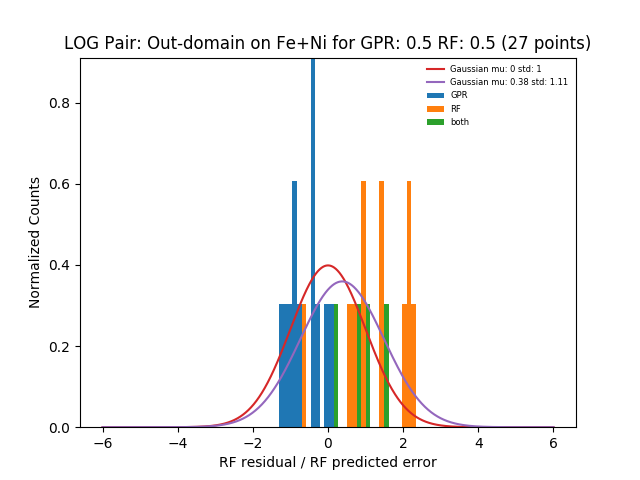 LOG Pair: Out-domain on Fe+Ni for GPR: 0.5 RF: 0.5 (27 points)
Gaussian mu: 0 std: 1
Gaussian mu: 0.38 std: 1.11
GPR
RF
both
Normalized Counts
0.8
0.6
0.4
0.2
0.0
−6 −4 −2 0 2 4 6
RF residual / RF predicted error